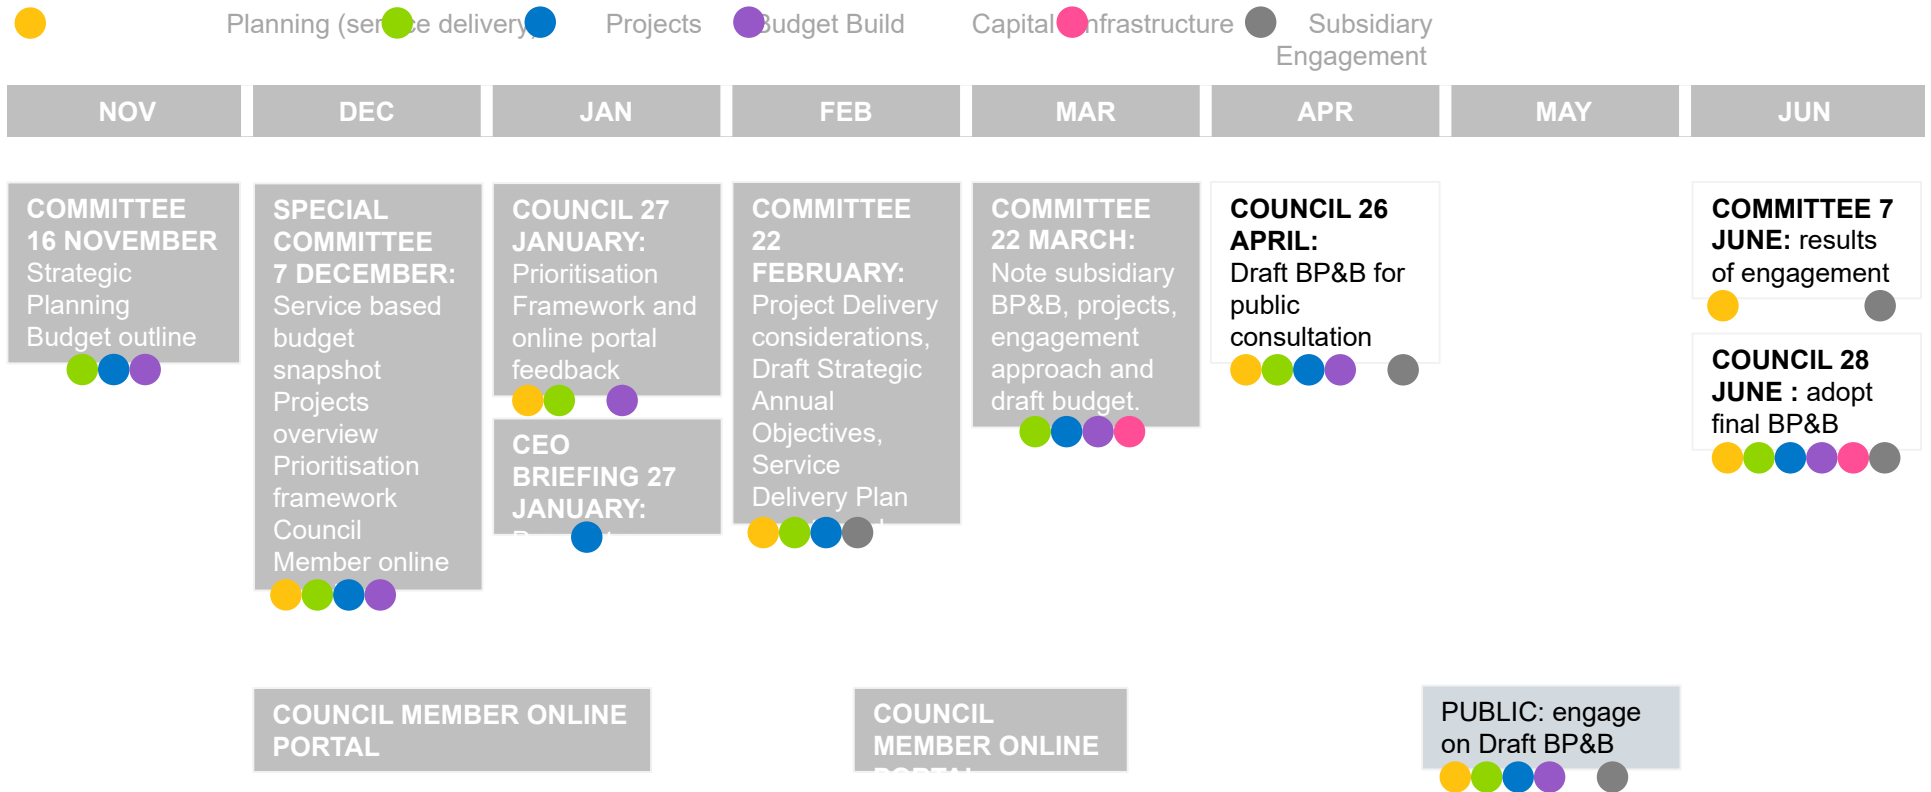 Planning (service delivery) Projects Budget Build Capital Infrastructure Subsidiary
Engagement
NOV DEC JAN FEB MAR APR MAY JUN
COMMITTEE
16 NOVEMBER
Strategic
Planning
Budget outline
SPECIAL
COMMITTEE
7 DECEMBER:
Service based
budget
snapshot
Projects
overview
Prioritisation
framework
Council
Member online
COUNCIL 27
JANUARY:
Prioritisation
Framework and
online portal
feedback
CEO
BRIEFING 27
JANUARY:
COMMITTEE
22
FEBRUARY:
Project Delivery
considerations,
Draft Strategic
Annual
Objectives,
Service
Delivery Plan
COMMITTEE
22 MARCH:
Note subsidiary
BP&B, projects,
engagement
approach and
draft budget.
COUNCIL 26
APRIL:
Draft BP&B for
public
consultation
COMMITTEE 7
JUNE: results
of engagement
COUNCIL 28
JUNE : adopt
final BP&B
COUNCIL MEMBER ONLINE
PORTAL
COUNCIL
MEMBER ONLINE
PORTAL
PUBLIC: engage
on Draft BP&B